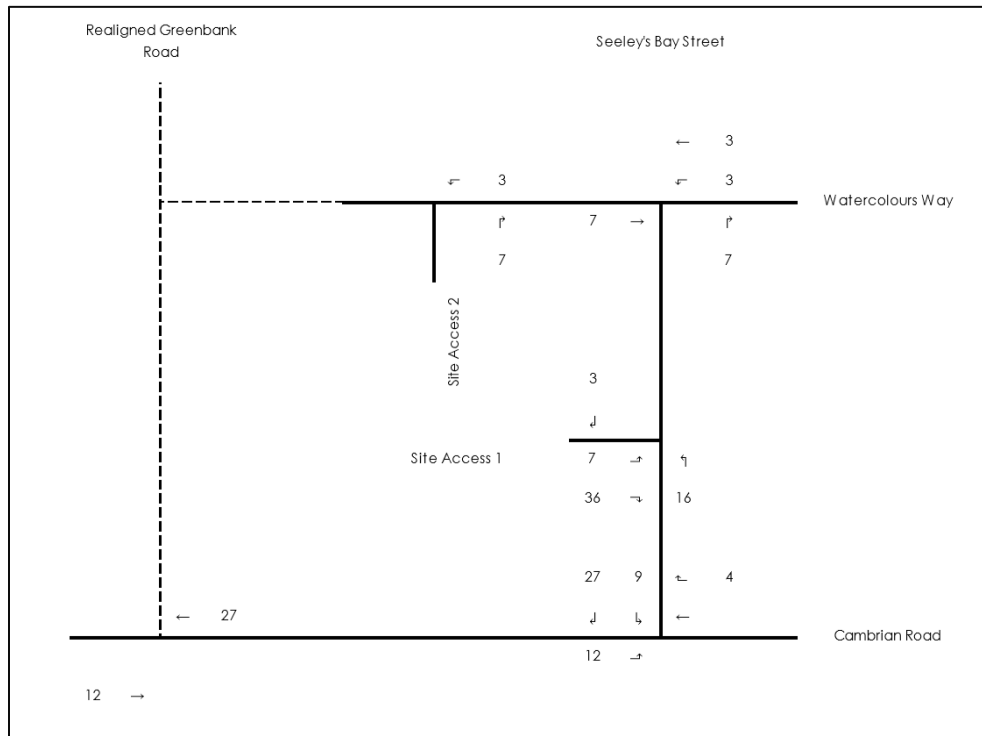 Realigned Greenbank
Road
Seeley's Bay Street
← 3
3
3
Watercolours Way
7 →
7
7
Site Access 2
3
Site Access 1
7
36
16
27 9
4
← 27
←
Cambrian Road
12
12 →